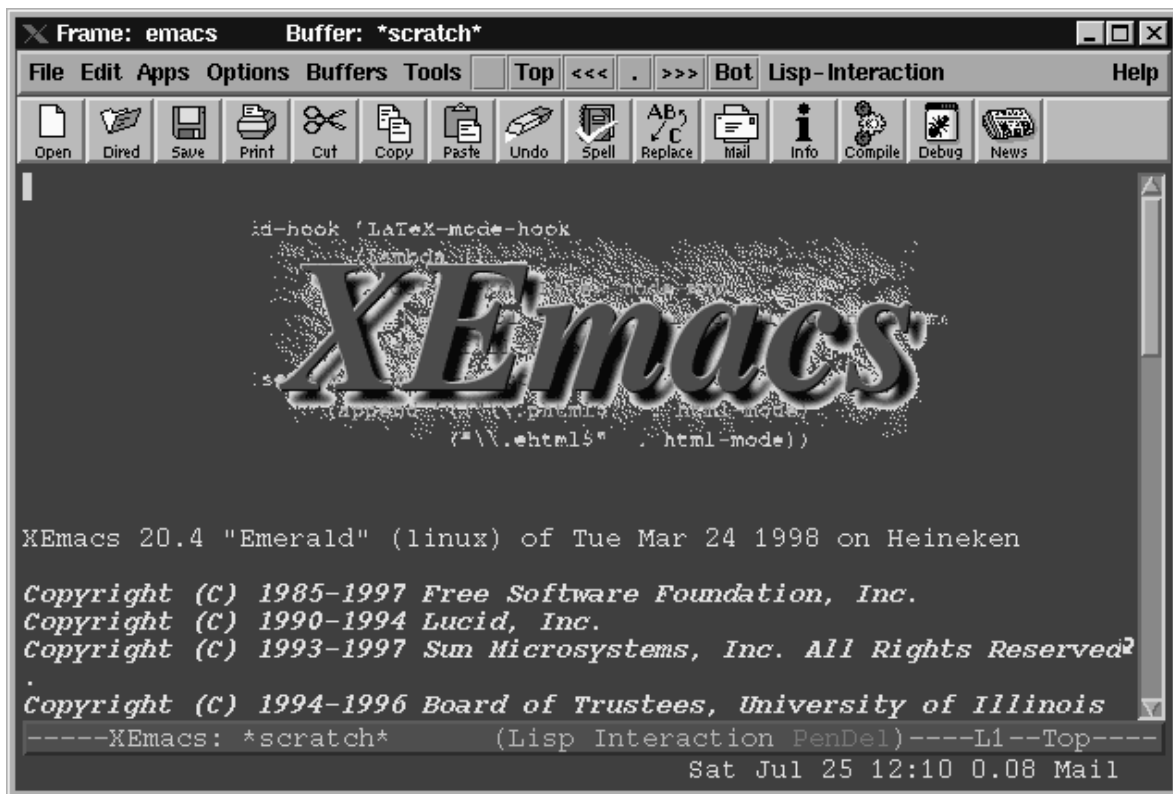 Frame: emacs Buffer: *scratch*
File Edit Apps Options Buffers Tools Top <<< . >>> Bot Lisp-Interaction Help
Open Dired Save Print Cut Copy Paste Undo Spell Replace Mail Info Compile Debug News
id-hook 'LaTeX-mode-hook
(lambda
XEmacs
(append
("\\.ehtml$" . html-mode))
XEmacs 20.4 "Emerald" (linux) of Tue Mar 24 1998 on Heineken
Copyright (C) 1985-1997 Free Software Foundation, Inc.
Copyright (C) 1990-1994 Lucid, Inc.
Copyright (C) 1993-1997 Sun Microsystems, Inc. All Rights Reserved
.
Copyright (C) 1994-1996 Board of Trustees, University of Illinois
-----XEmacs: *scratch* (Lisp Interaction PenDel)----L1--Top----
Sat Jul 25 12:10 0.08 Mail